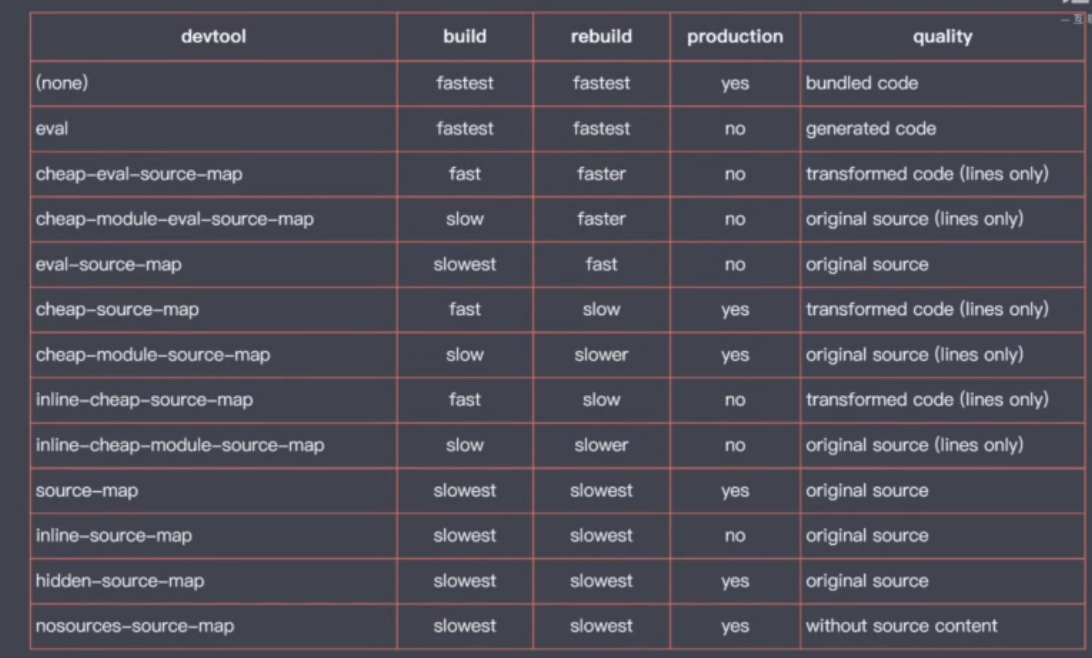 devtool build rebuild production quality
(none) fastest fastest yes bundled code
eval fastest fastest no generated code
cheap-eval-source-map fast faster no transformed code (lines only)
cheap-module-eval-source-map slow faster no original source (lines only)
eval-source-map slowest fast no original source
cheap-source-map fast slow yes transformed code (lines only)
cheap-module-source-map slow slower yes original source (lines only)
inline-cheap-source-map fast slow no transformed code (lines only)
inline-cheap-module-source-map slow slower no original source (lines only)
source-map slowest slowest yes original source
inline-source-map slowest slowest no original source
hidden-source-map slowest slowest yes original source
nosources-source-map slowest slowest yes without source content